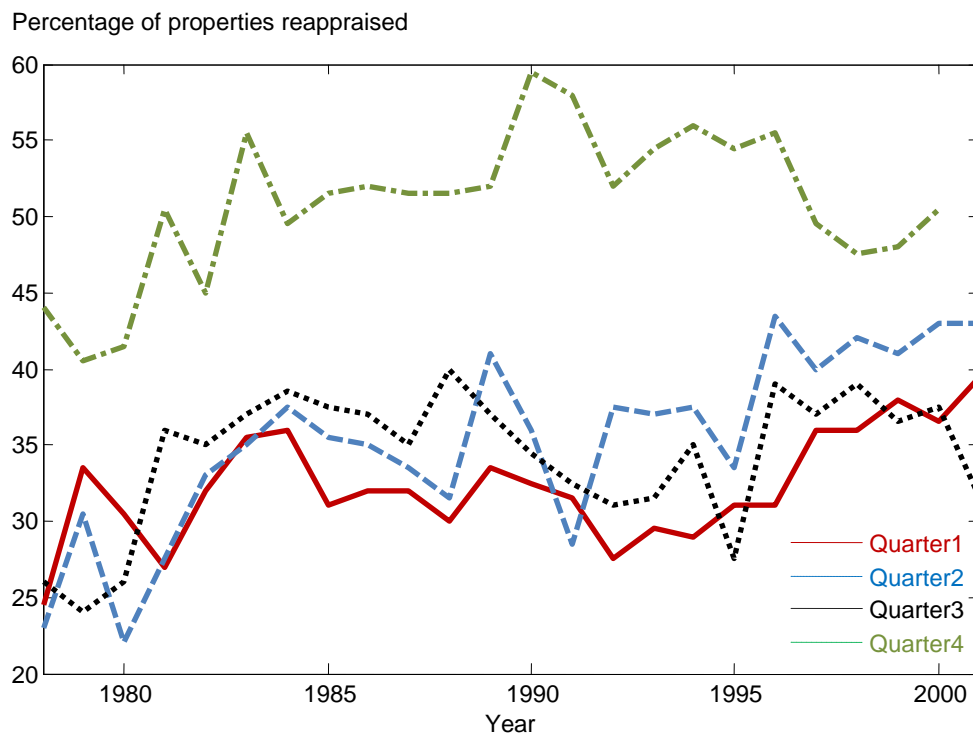 Percentage of properties reappraised
60
55
50
45
40
35
30
25
20
Quarter1
Quarter2
Quarter3
Quarter4
1980 1985 1990 1995 2000
Year